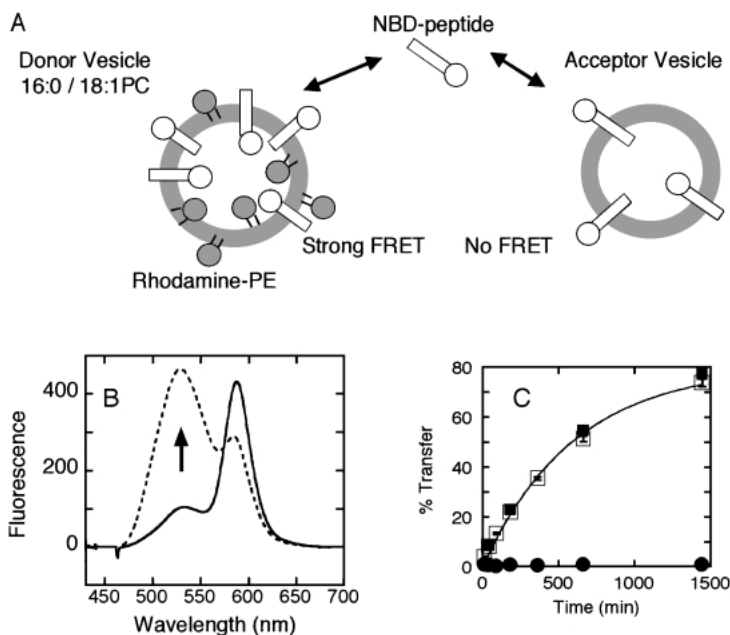 A
NBD-peptide
Donor Vesicle
16:0 / 18:1PC
Acceptor Vesicle
Strong FRET
No FRET
Rhodamine-PE
B
Fluorescence
400
200
0
450 500 550 600 650 700
Wavelength (nm)
C
% Transfer
80
60
40
20
0
0 500 1000 1500
Time (min)